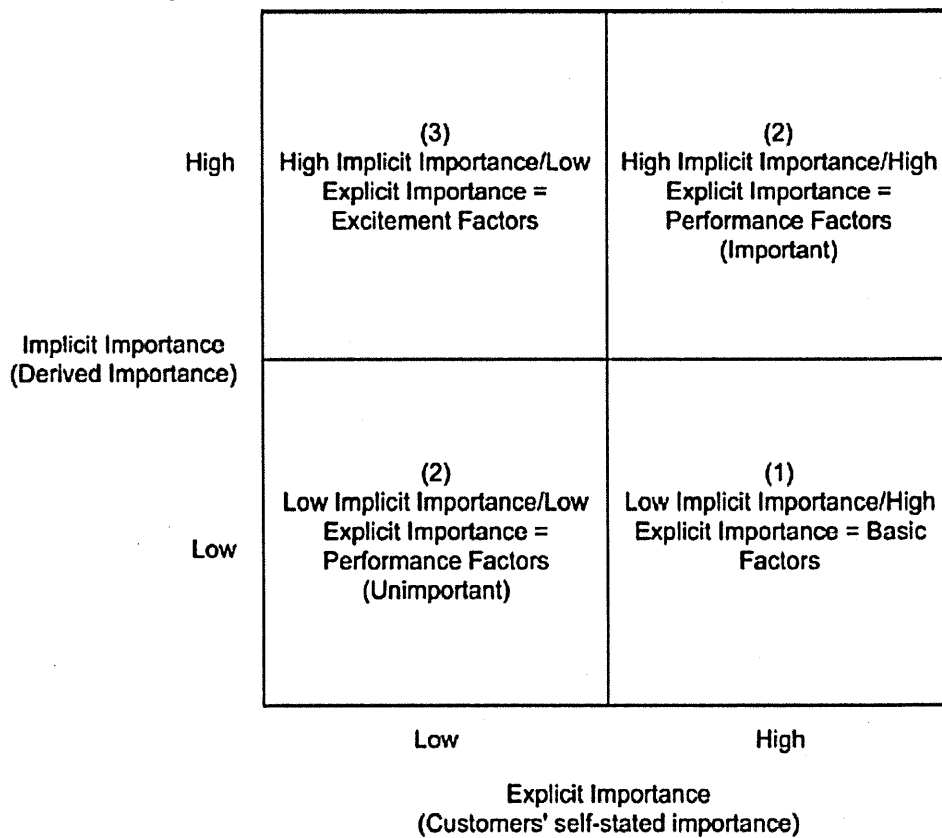 (3)
High Implicit Importance/Low
Explicit Importance =
Excitement Factors
(2)
High Implicit Importance/High
Explicit Importance =
Performance Factors
(Important)
High
Implicit Importance
(Derived Importance)
(2)
Low Implicit Importance/Low
Explicit Importance =
Performance Factors
(Unimportant)
(1)
Low Implicit Importance/High
Explicit Importance = Basic
Factors
Low
Low
High
Explicit Importance
(Customers' self-stated importance)